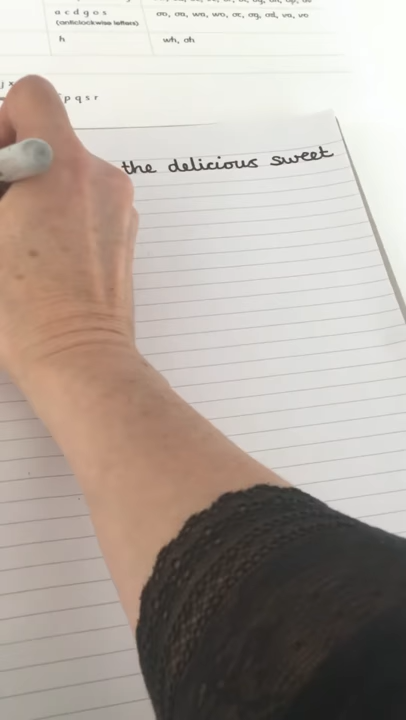 a c d g o s
(anticlockwise letters)
oo, oa, wa, wo, oc, og, od, va, vo
h
wh, oh
j x
p q s r
the delicious sweet